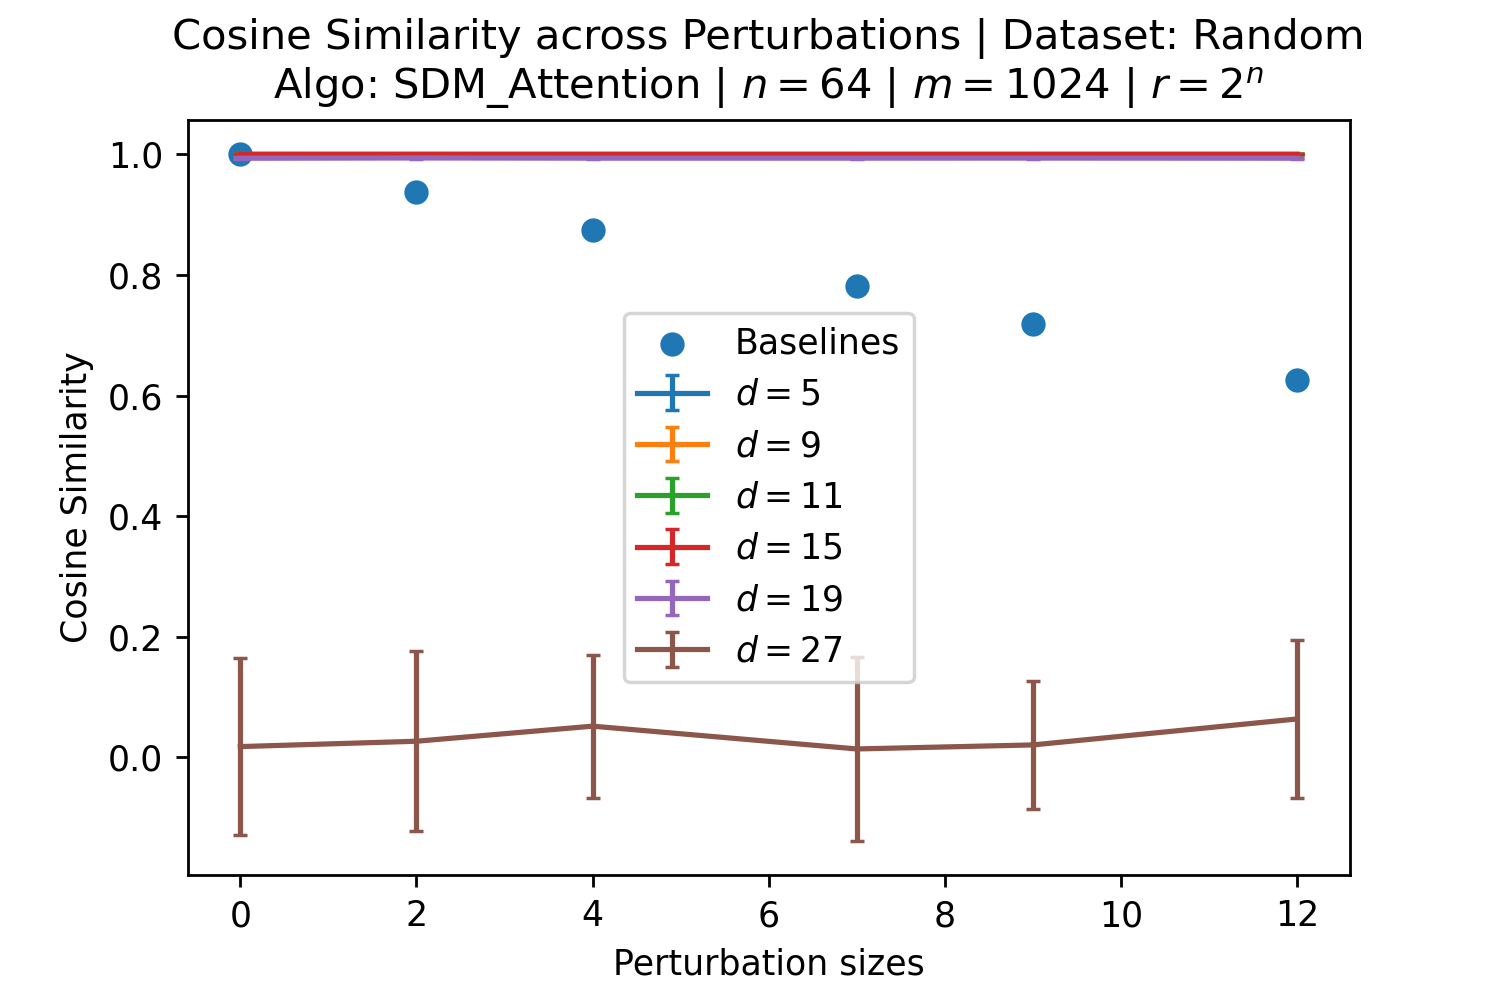 Cosine Similarity across Perturbations | Dataset: Random
Algo: SDM_Attention | n = 64 | m = 1024 | r = 2ⁿ
1.0
0.8
0.6
0.4
0.2
0.0
Cosine Similarity
Baselines
d = 5
d = 9
d = 11
d = 15
d = 19
d = 27
0 2 4 6 8 10 12
Perturbation sizes